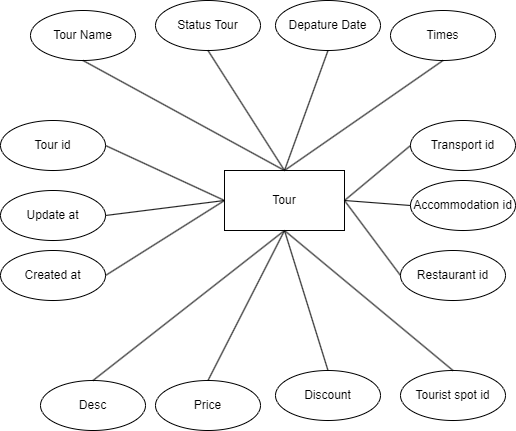 Tour Name
Status Tour
Depature Date
Times
Tour id
Transport id
Update at
Tour
Accommodation id
Created at
Restaurant id
Desc
Price
Discount
Tourist spot id